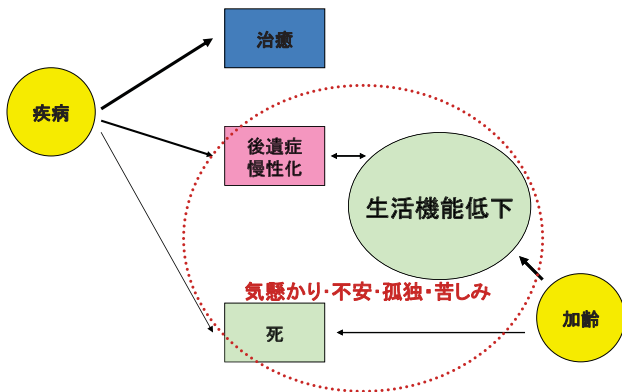 治癒
疾病
後遺症
慢性化
生活機能低下
気懸かり・不安・孤独・苦しみ
死
加齢